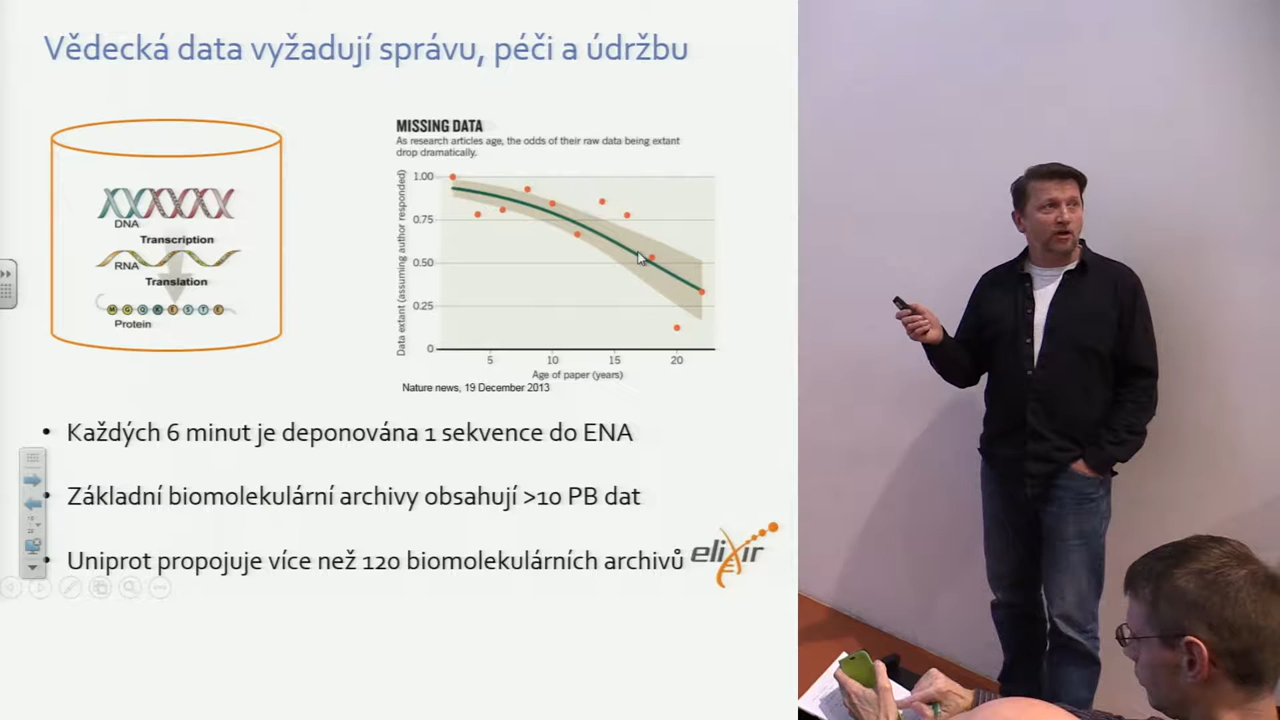 Vědecká data vyžadují správu, péči a údržbu
DNA
Transcription
RNA
Translation
M G Q K E S T E
Protein
MISSING DATA
As research articles age, the odds of their raw data being extant
drop dramatically.
Data extant (assuming author responded)
1.00
0.75
0.50
0.25
0
5 10 15 20
Age of paper (years)
Nature news, 19 December 2013
• Každých 6 minut je deponována 1 sekvence do ENA
• Základní biomolekulární archivy obsahují >10 PB dat
• Uniprot propojuje více než 120 biomolekulárních archivů
elixir